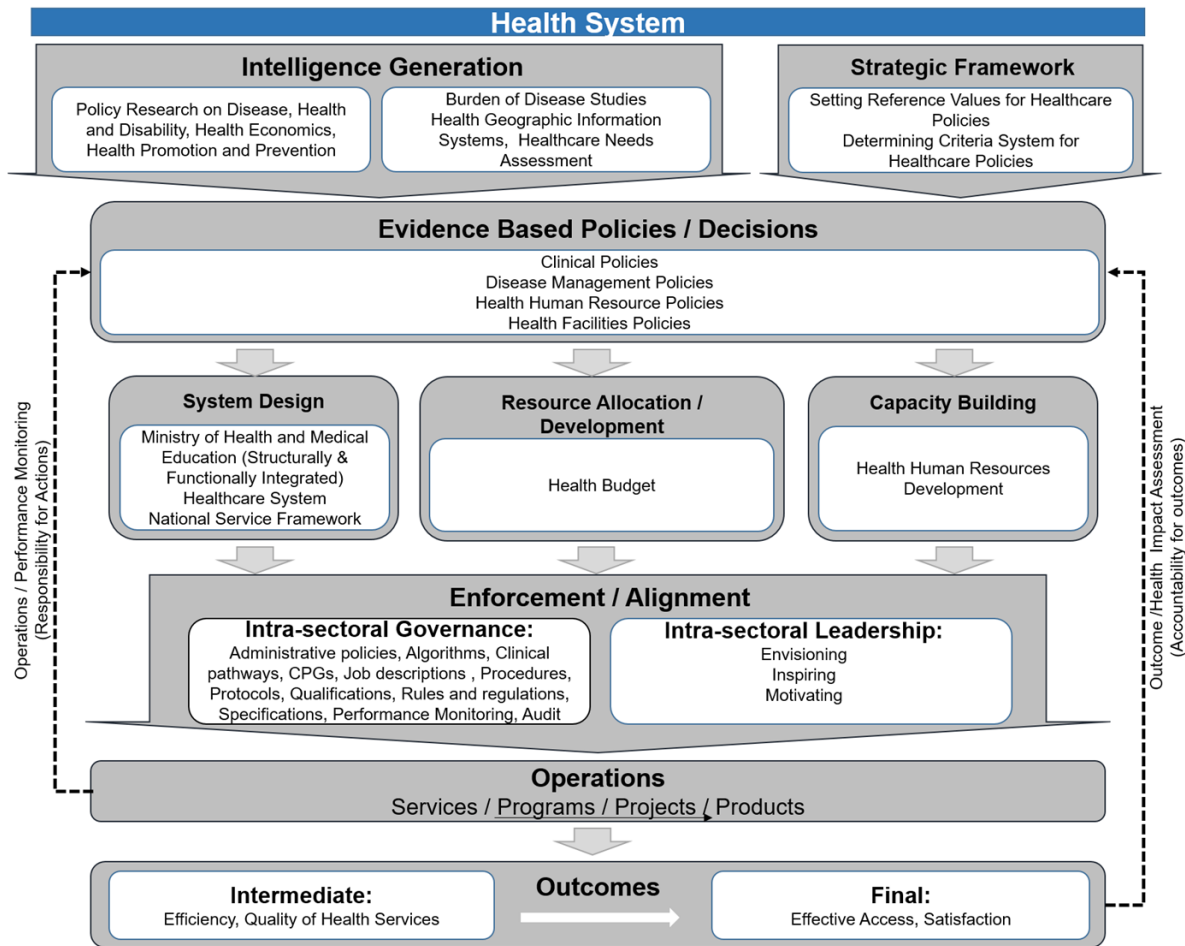 Health System
Intelligence Generation
Policy Research on Disease, Health
and Disability, Health Economics,
Health Promotion and Prevention
Burden of Disease Studies
Health Geographic Information
Systems, Healthcare Needs
Assessment
Strategic Framework
Setting Reference Values for Healthcare
Policies
Determining Criteria System for
Healthcare Policies
Evidence Based Policies / Decisions
Clinical Policies
Disease Management Policies
Health Human Resource Policies
Health Facilities Policies
System Design
Ministry of Health and Medical
Education (Structurally &
Functionally Integrated)
Healthcare System
National Service Framework
Resource Allocation /
Development
Health Budget
Capacity Building
Health Human Resources
Development
Enforcement / Alignment
Intra-sectoral Governance:
Administrative policies, Algorithms, Clinical
pathways, CPGs, Job descriptions , Procedures,
Protocols, Qualifications, Rules and regulations,
Specifications, Performance Monitoring, Audit
Intra-sectoral Leadership:
Envisioning
Inspiring
Motivating
Operations
Services / Programs / Projects / Products
Outcomes
Intermediate:
Efficiency, Quality of Health Services
Final:
Effective Access, Satisfaction
Operations / Performance Monitoring
(Responsibility for Actions)
Outcome /Health Impact Assessment
(Accountability for outcomes)